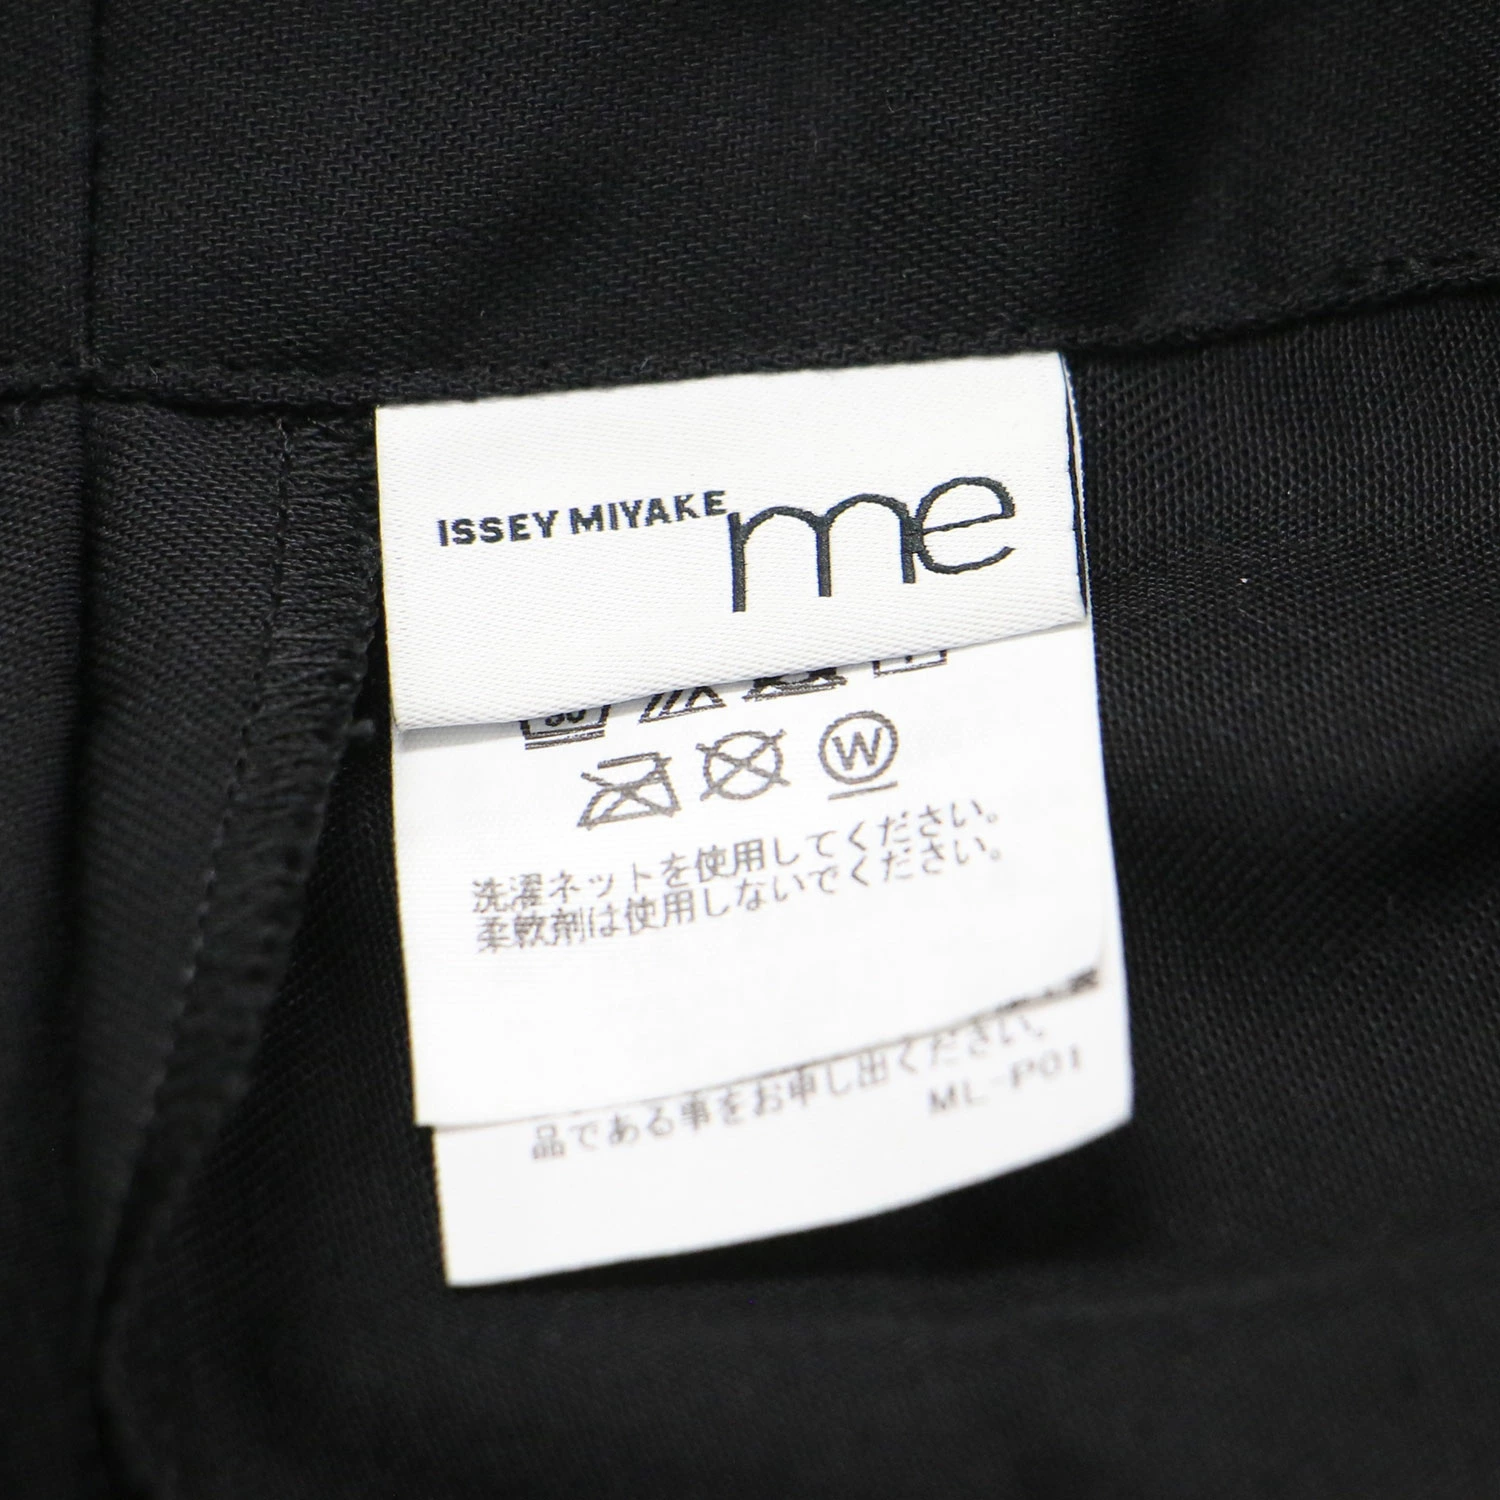 ISSEY MIYAKE me
W
洗濯ネットを使用してください。
柔軟剤は使用しないでください。
品である事をお申し出ください。
ML-P01